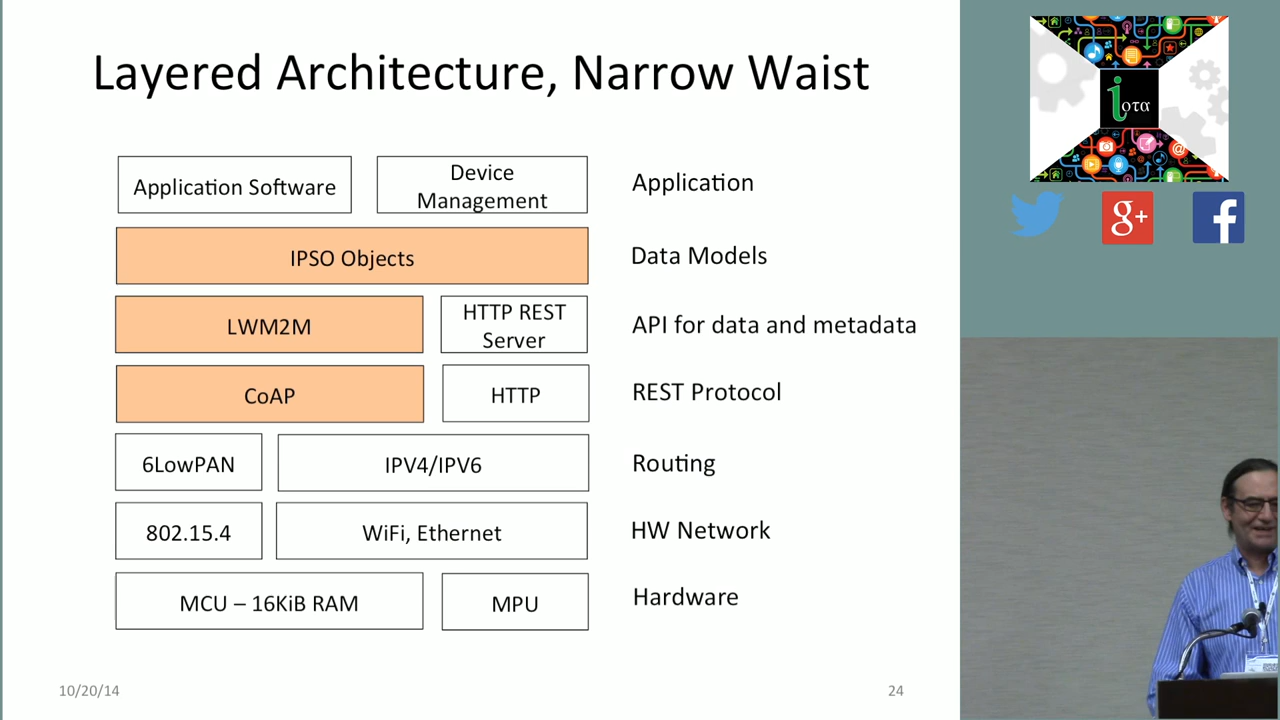 Layered Architecture, Narrow Waist
Application Software
Device
Management
Application
IPSO Objects
Data Models
LWM2M
HTTP REST
Server
API for data and metadata
CoAP
HTTP
REST Protocol
6LowPAN
IPV4/IPV6
Routing
802.15.4
WiFi, Ethernet
HW Network
MCU – 16KiB RAM
MPU
Hardware
10/20/14
24
iοτα
g+
f